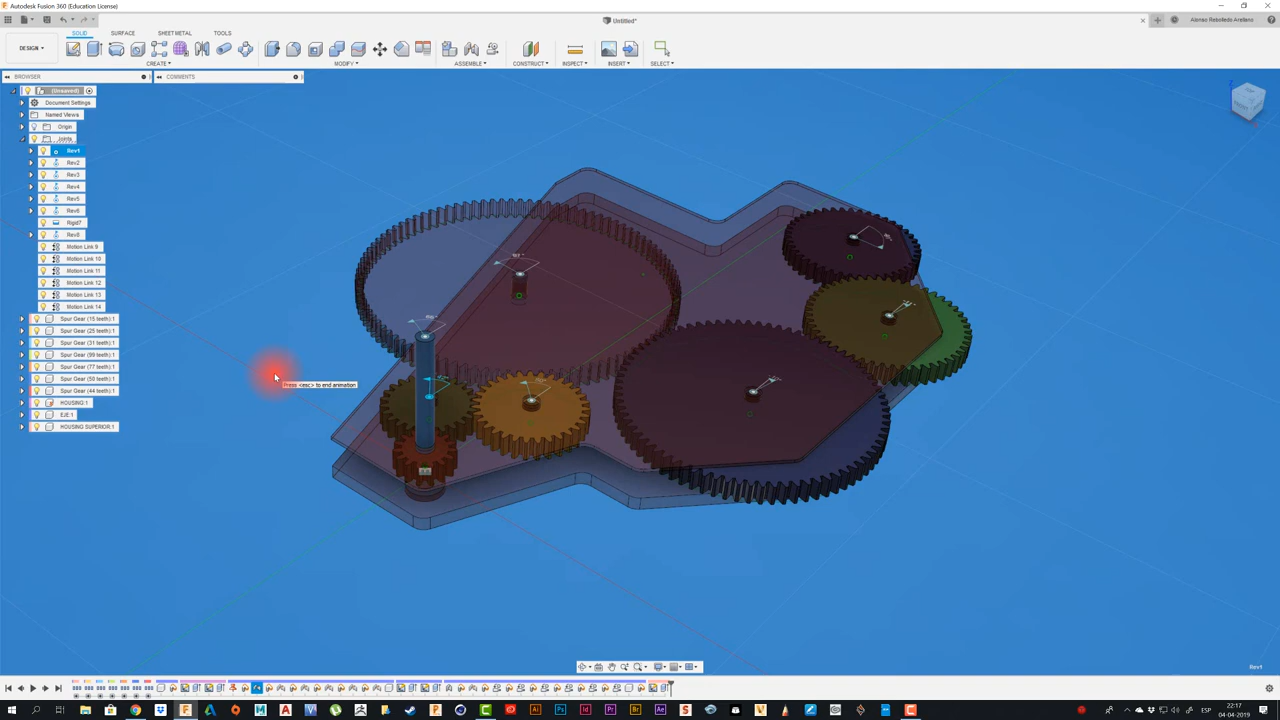 Autodesk Fusion 360 (Education License)
Untitled*
Alonso Rebolledo Arellano
DESIGN
SOLID SURFACE SHEET METAL TOOLS
CREATE MODIFY ASSEMBLE CONSTRUCT INSPECT INSERT SELECT
BROWSER COMMENTS
(Unsaved)
Document Settings
Named Views
Origin
Joints
Rev1
Rev2
Rev3
Rev4
Rev5
Rev6
Rigid7
Rev8
Motion Link 9
Motion Link 10
Motion Link 11
Motion Link 12
Motion Link 13
Motion Link 14
Spur Gear (15 teeth):1
Spur Gear (25 teeth):1
Spur Gear (31 teeth):1
Spur Gear (99 teeth):1
Spur Gear (77 teeth):1
Spur Gear (50 teeth):1
Spur Gear (44 teeth):1
HOUSING:1
EJE:1
HOUSING SUPERIOR:1
Press <esc> to end animation
Rev1
ESP
22:17
04-04-2019